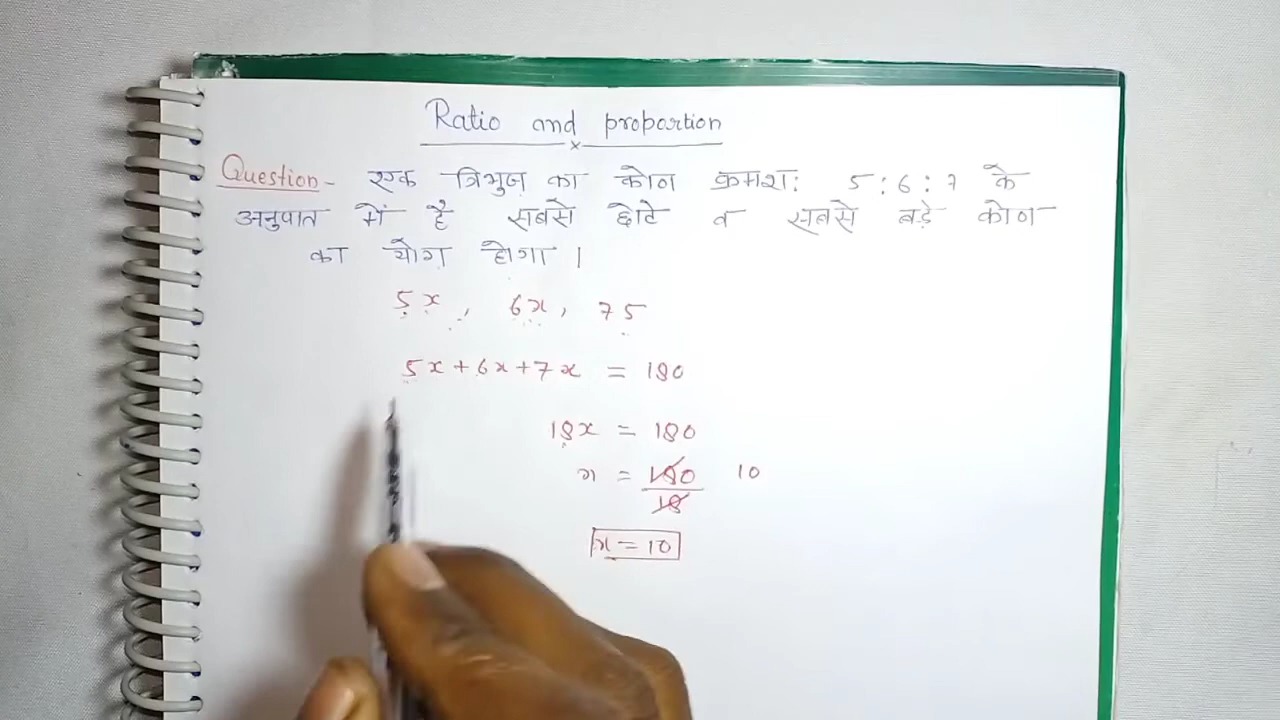 Ratio and proportion
Question- एक त्रिभुज का कोण क्रमश: 5 : 6 : 7 के
अनुपात में है सबसे छोटे व सबसे बड़े कोण
का योग होगा ।
5x , 6x , 75
5x + 6x + 7x = 180
18x = 180
x = 180 10
18
x = 10